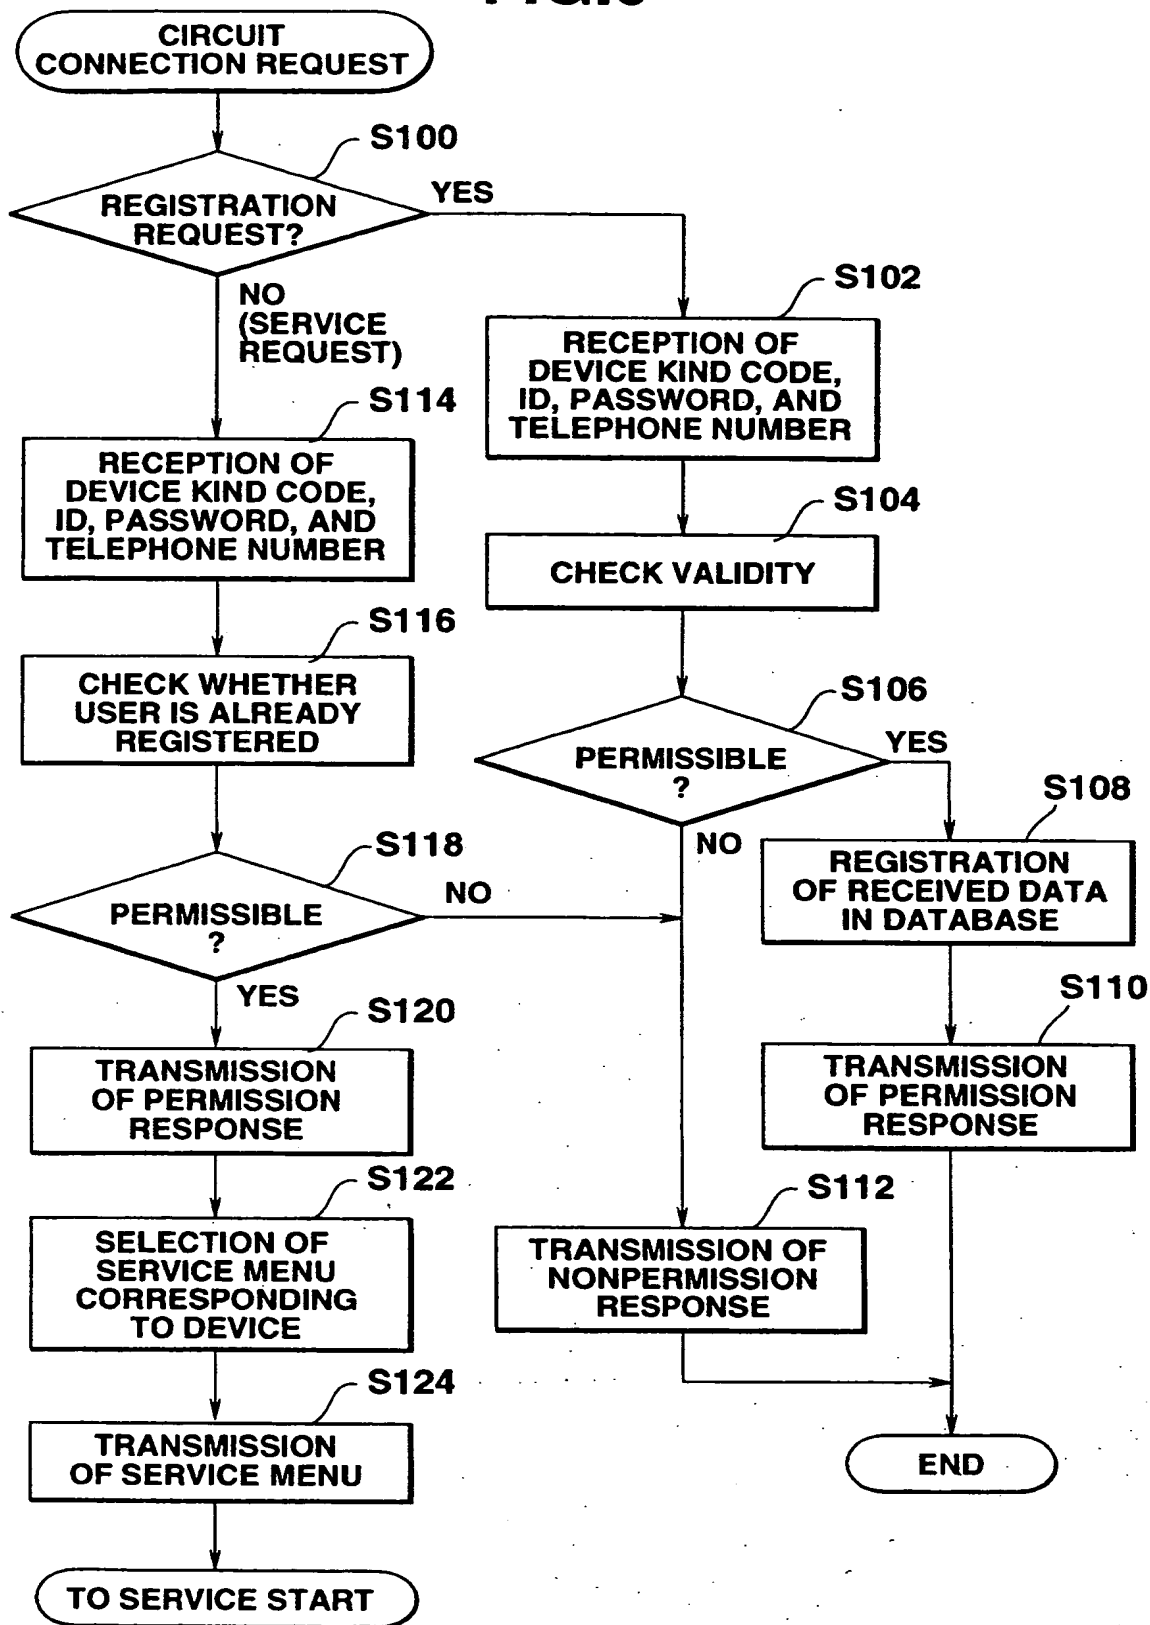 CIRCUIT
CONNECTION REQUEST
S100
REGISTRATION
REQUEST?
YES
NO
(SERVICE
REQUEST)
S102
RECEPTION OF
DEVICE KIND CODE,
ID, PASSWORD, AND
TELEPHONE NUMBER
S114
RECEPTION OF
DEVICE KIND CODE,
ID, PASSWORD, AND
TELEPHONE NUMBER
S104
CHECK VALIDITY
S116
CHECK WHETHER
USER IS ALREADY
REGISTERED
S106
PERMISSIBLE
?
YES
NO
S108
REGISTRATION
OF RECEIVED DATA
IN DATABASE
S118
PERMISSIBLE
?
NO
YES
S110
TRANSMISSION
OF PERMISSION
RESPONSE
S120
TRANSMISSION
OF PERMISSION
RESPONSE
S122
SELECTION OF
SERVICE MENU
CORRESPONDING
TO DEVICE
S112
TRANSMISSION OF
NONPERMISSION
RESPONSE
S124
TRANSMISSION
OF SERVICE MENU
END
TO SERVICE START